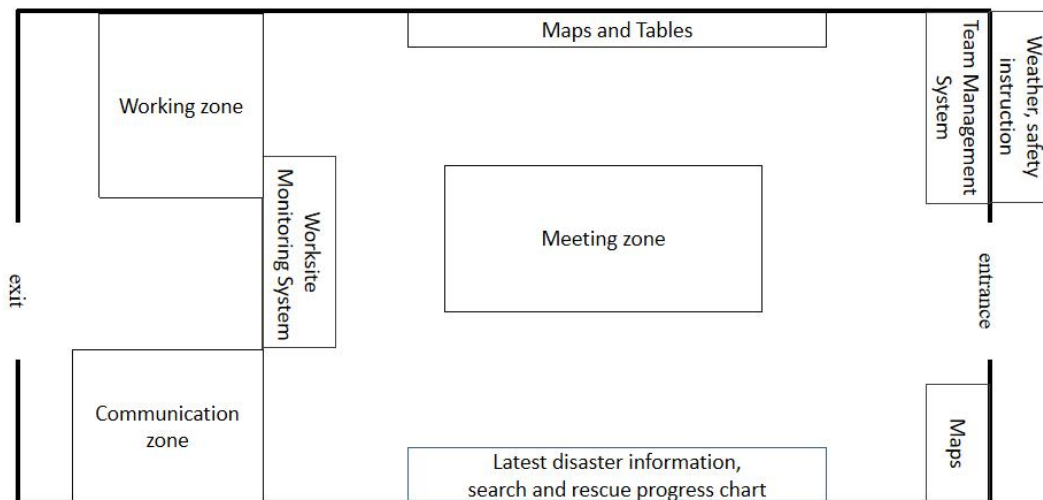 Maps and Tables
Working zone
Team Management
System
Weather, safety
instruction
Worksite
Monitoring System
Meeting zone
exit
entrance
Communication
zone
Maps
Latest disaster information,
search and rescue progress chart